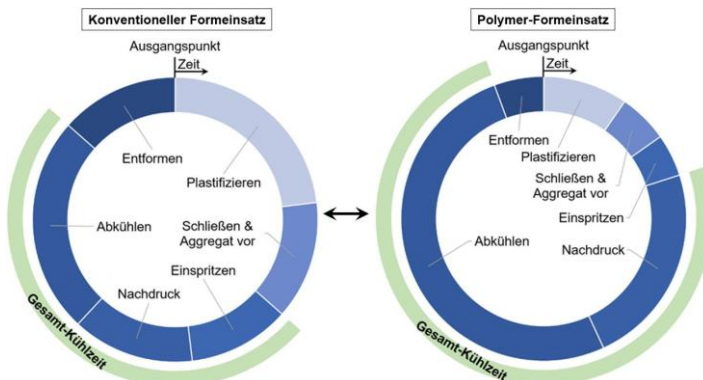 Konventioneller Formeinsatz
Ausgangspunkt
Zeit
Entformen
Plastifizieren
Schließen &
Aggregat vor
Einspritzen
Abkühlen
Nachdruck
Gesamt-Kühlzeit
Polymer-Formeinsatz
Ausgangspunkt
Zeit
Entformen
Plastifizieren
Schließen &
Aggregat vor
Einspritzen
Abkühlen
Nachdruck
Gesamt-Kühlzeit